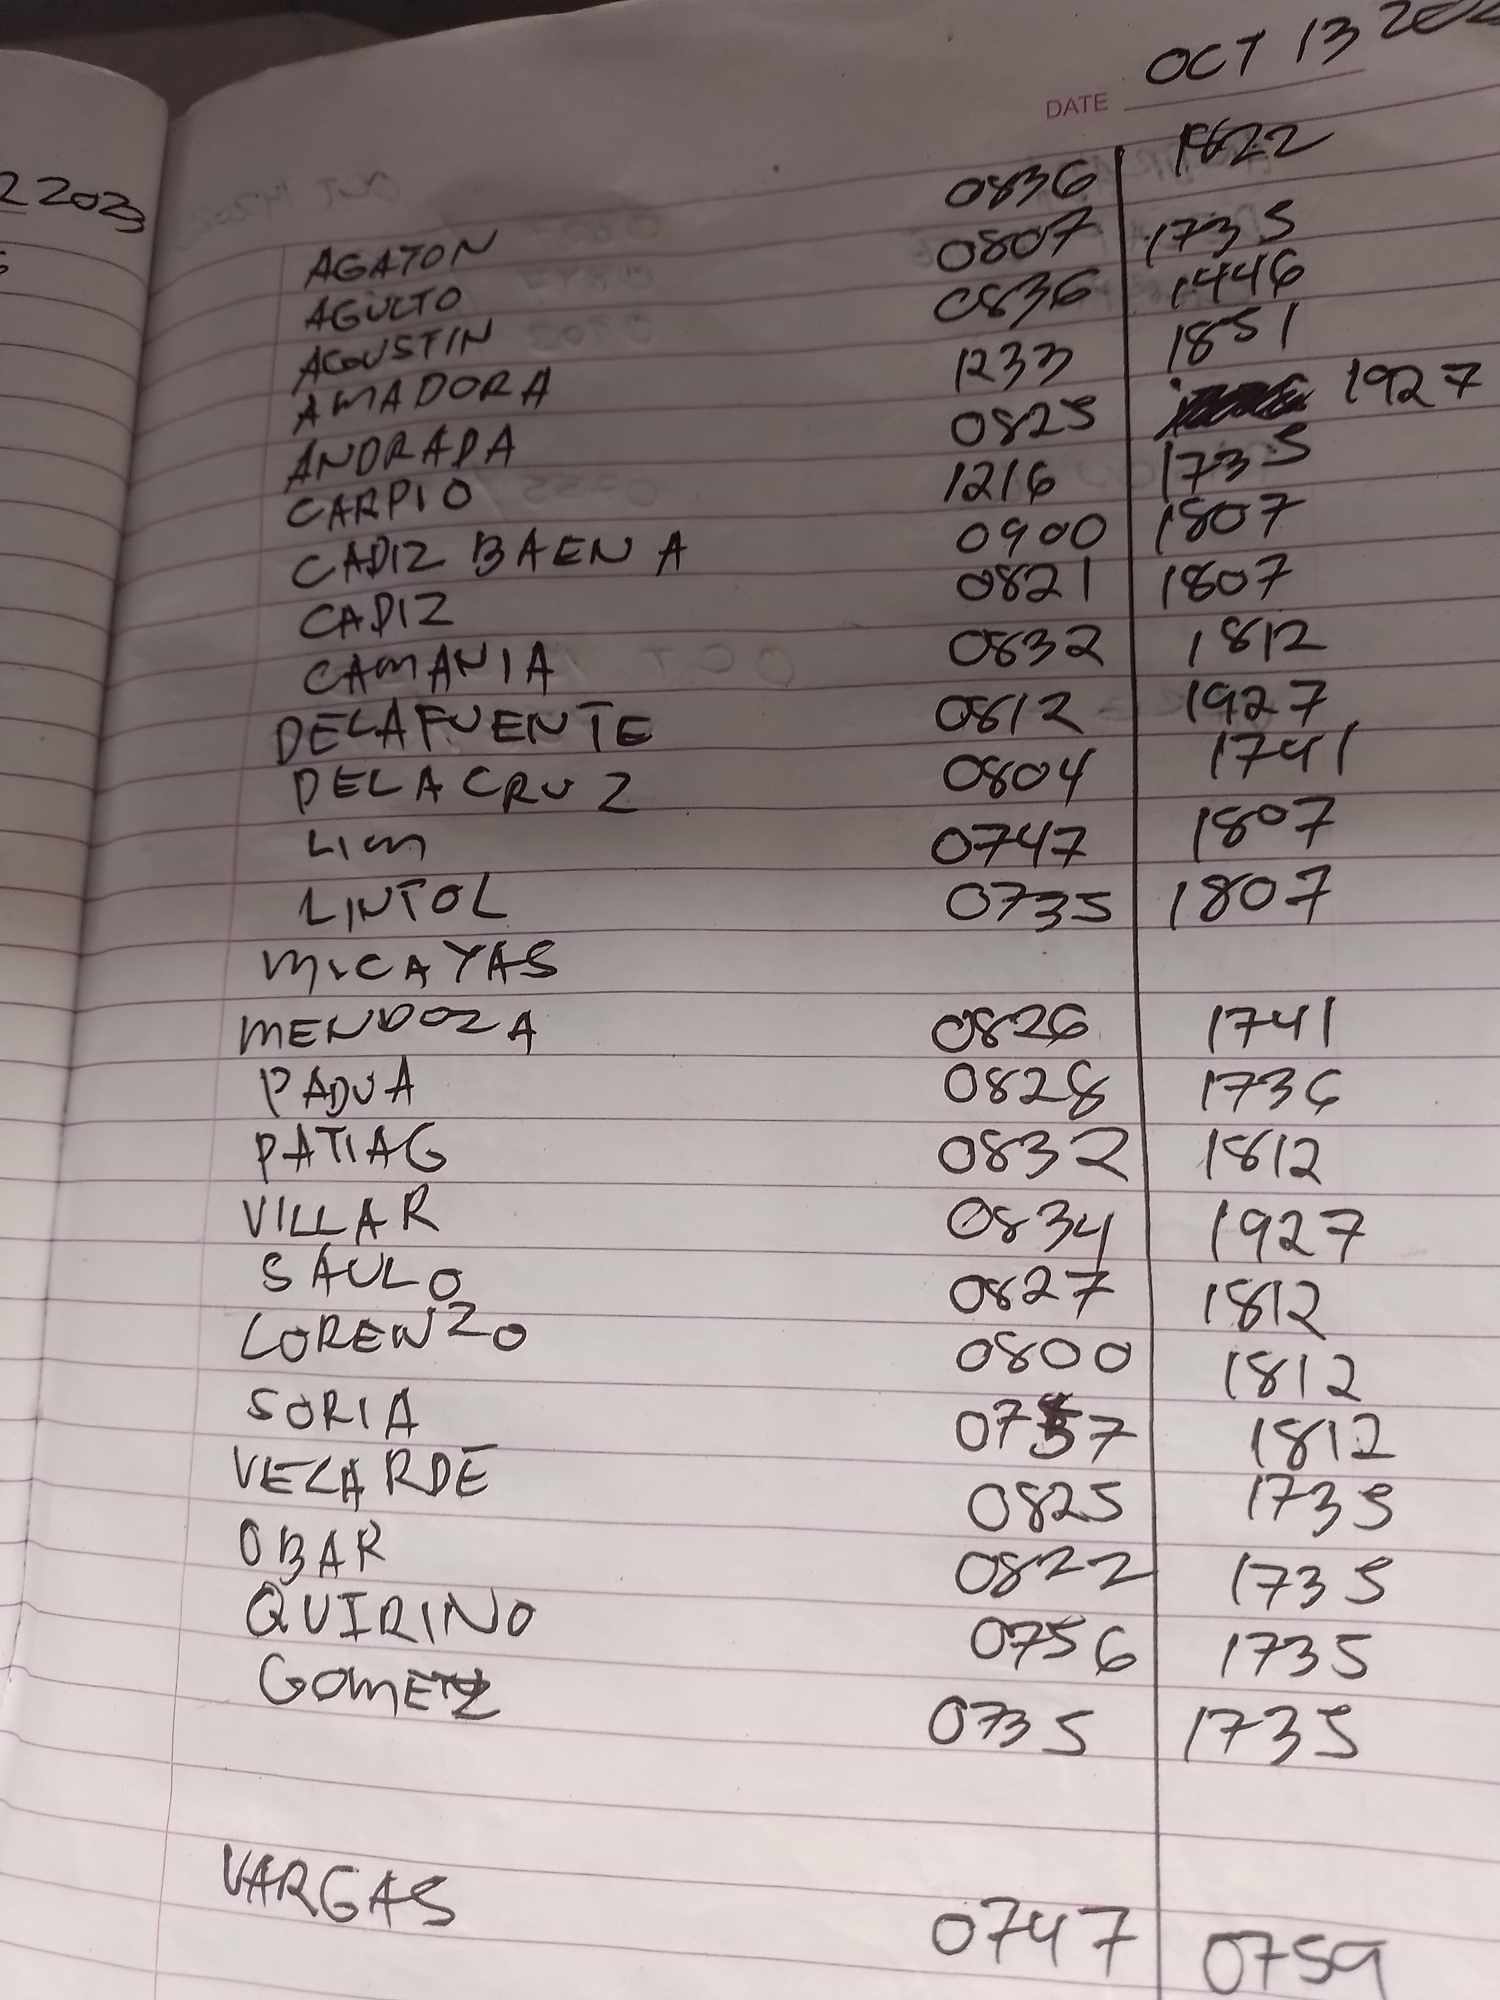 2 2023
OCT 13
DATE
AGATON 0836 1822
AGULTO 0807 1735
AGUSTIN 0836 1446
AMADORA 1233 1851
ANDRADA 0825 1927
CARPIO 1216 1735
CADIZ BAENA 0900 1807
CADIZ 0821 1807
CAMANIA 0832 1812
DELAFUENTE 0812 1927
DELACRUZ 0804 1741
LIM 0747 1807
LINTOL 0735 1807
MICAYAS
MENDOZA 0826 1741
PADUA 0828 1736
PATIAG 0832 1812
VILLAR 0834 1927
SAULO 0827 1812
LORENZO 0800 1812
SORIA 0757 1812
VELARDE 0825 1735
OBAR 0822 1735
QUIRINO 0756 1735
GOMEZ 0735 1735
VARGAS 0747 0759